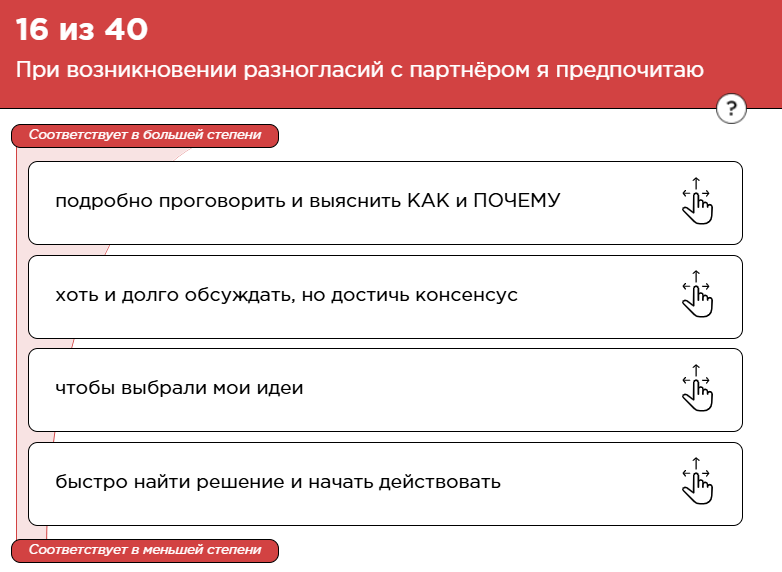 16 из 40
При возникновении разногласий с партнёром я предпочитаю
?
Соответствует в большей степени
подробно проговорить и выяснить КАК и ПОЧЕМУ
хоть и долго обсуждать, но достичь консенсус
чтобы выбрали мои идеи
быстро найти решение и начать действовать
Соответствует в меньшей степени